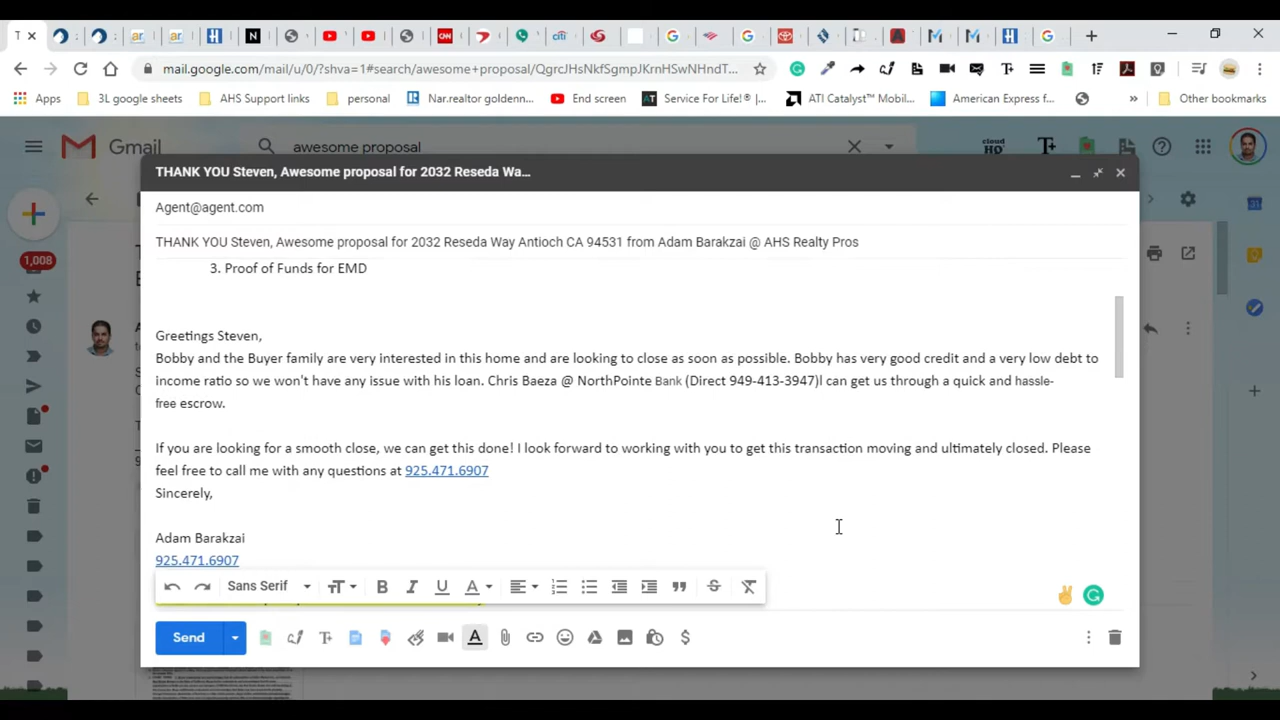 T
CNN
citi
mail.google.com/mail/u/0/?shva=1#search/awesome+proposal/QgrcJHsNkfSgmpJKrnHSwNHndT...
Apps
3L google sheets
AHS Support links
personal
Nar.realtor goldenn...
End screen
Service For Life!® |...
ATI Catalyst™ Mobil...
American Express f...
»
Other bookmarks
Gmail
awesome proposal
cloud HQ
1,008
THANK YOU Steven, Awesome proposal for 2032 Reseda Wa...
Agent@agent.com
THANK YOU Steven, Awesome proposal for 2032 Reseda Way Antioch CA 94531 from Adam Barakzai @ AHS Realty Pros
3. Proof of Funds for EMD
Greetings Steven,
Bobby and the Buyer family are very interested in this home and are looking to close as soon as possible. Bobby has very good credit and a very low debt to
income ratio so we won't have any issue with his loan. Chris Baeza @ NorthPointe Bank (Direct 949-413-3947)I can get us through a quick and hassle-
free escrow.
If you are looking for a smooth close, we can get this done! I look forward to working with you to get this transaction moving and ultimately closed. Please
feel free to call me with any questions at 925.471.6907
Sincerely,
Adam Barakzai
925.471.6907
Sans Serif
Send